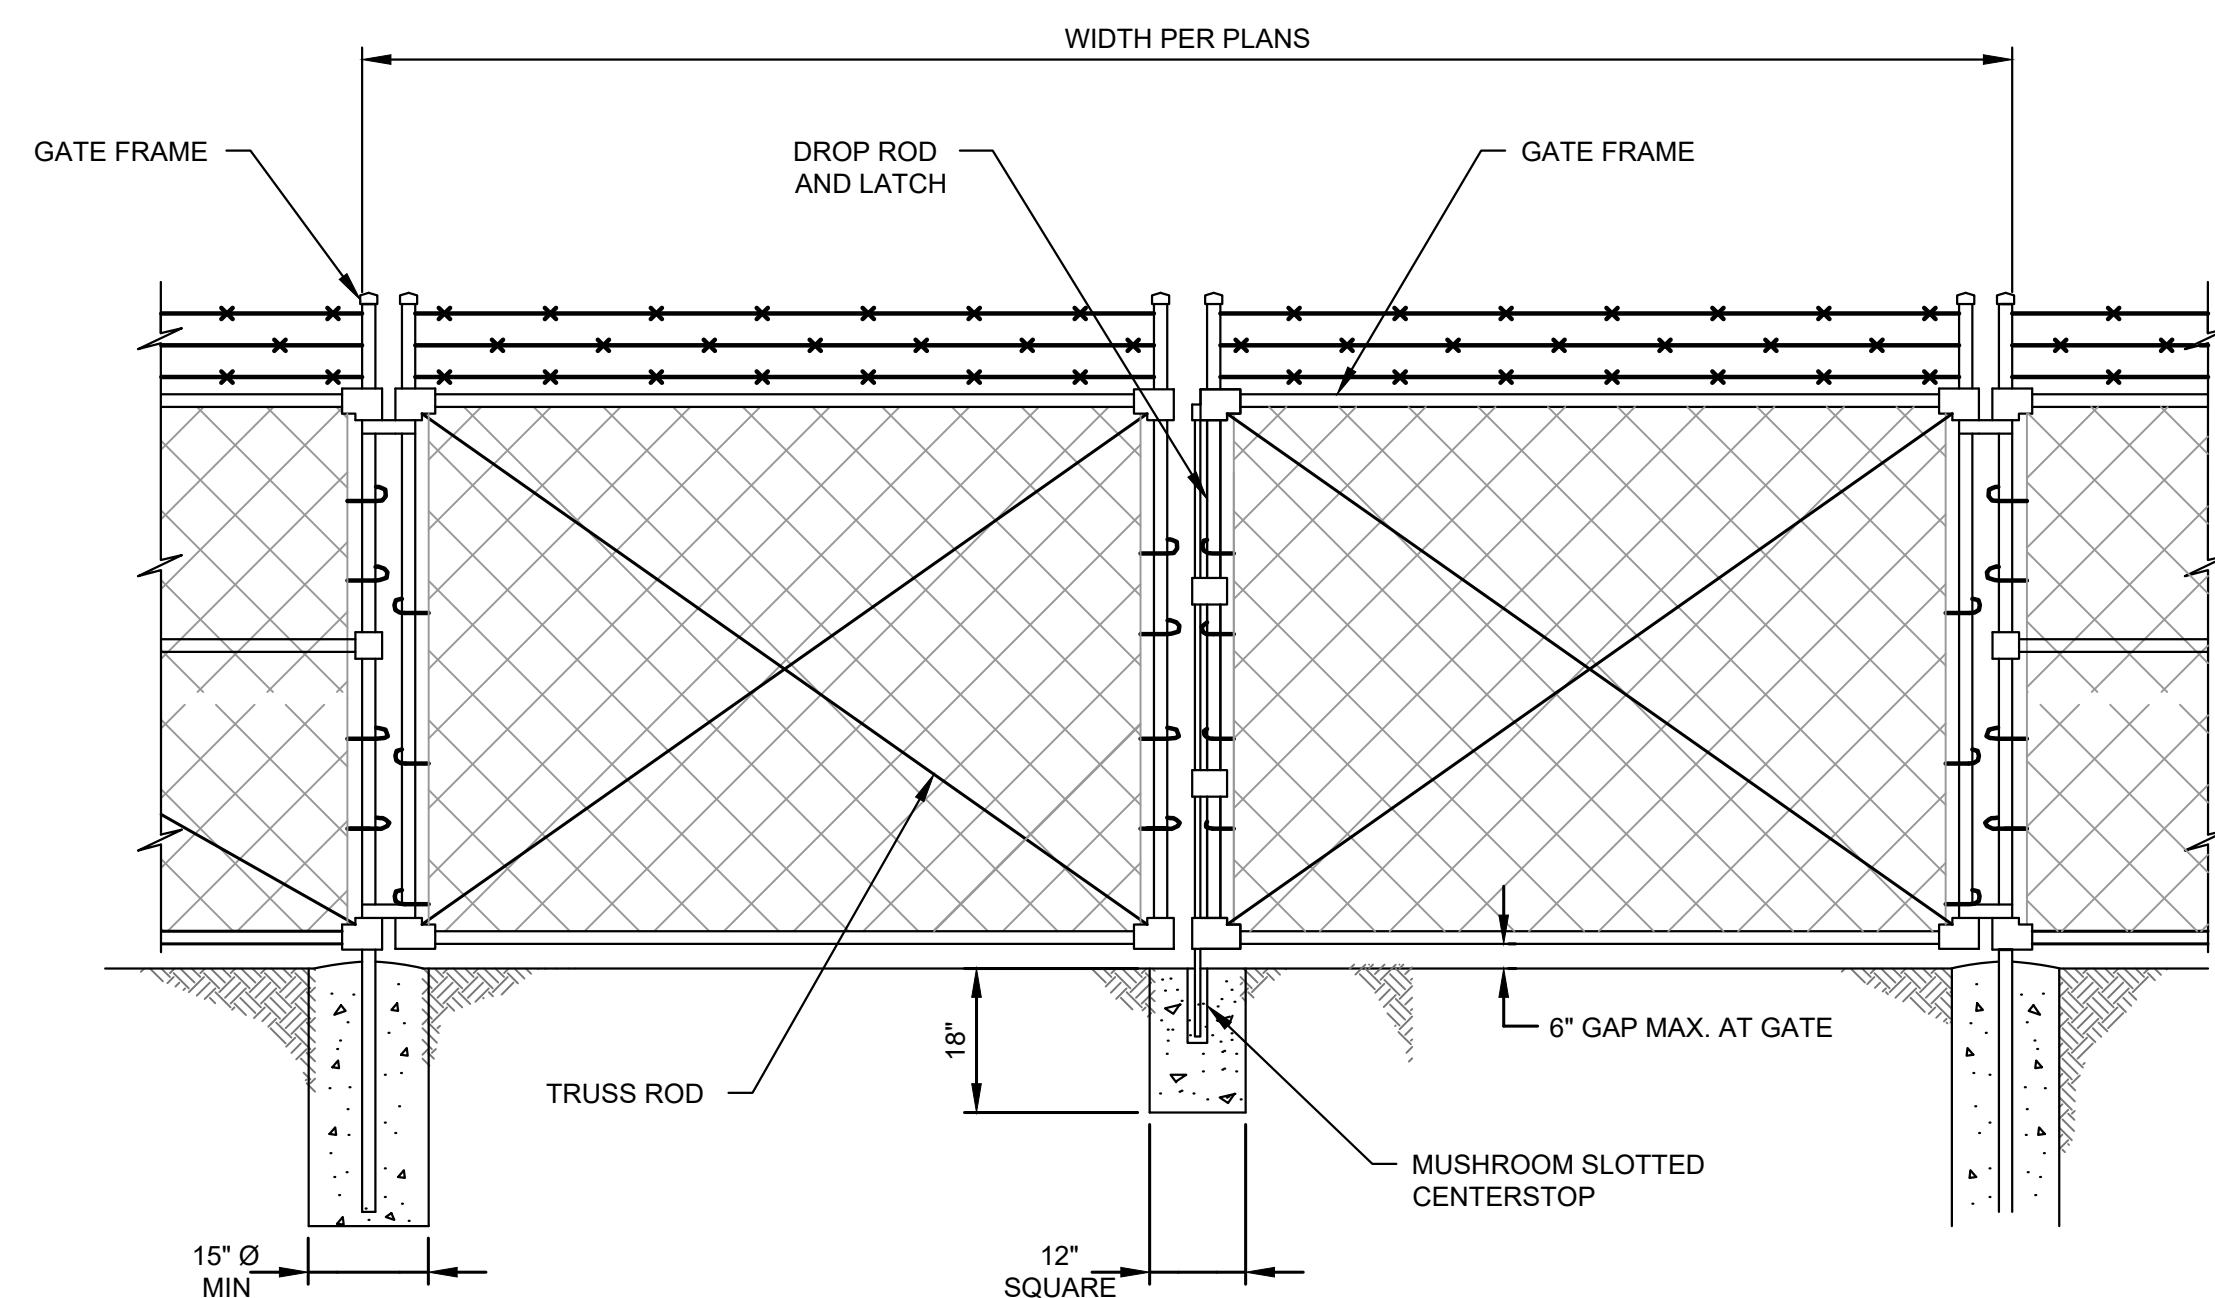 WIDTH PER PLANS
GATE FRAME
DROP ROD
AND LATCH
GATE FRAME
18"
6" GAP MAX. AT GATE
TRUSS ROD
MUSHROOM SLOTTED
CENTERSTOP
15" Ø
MIN
12"
SQUARE